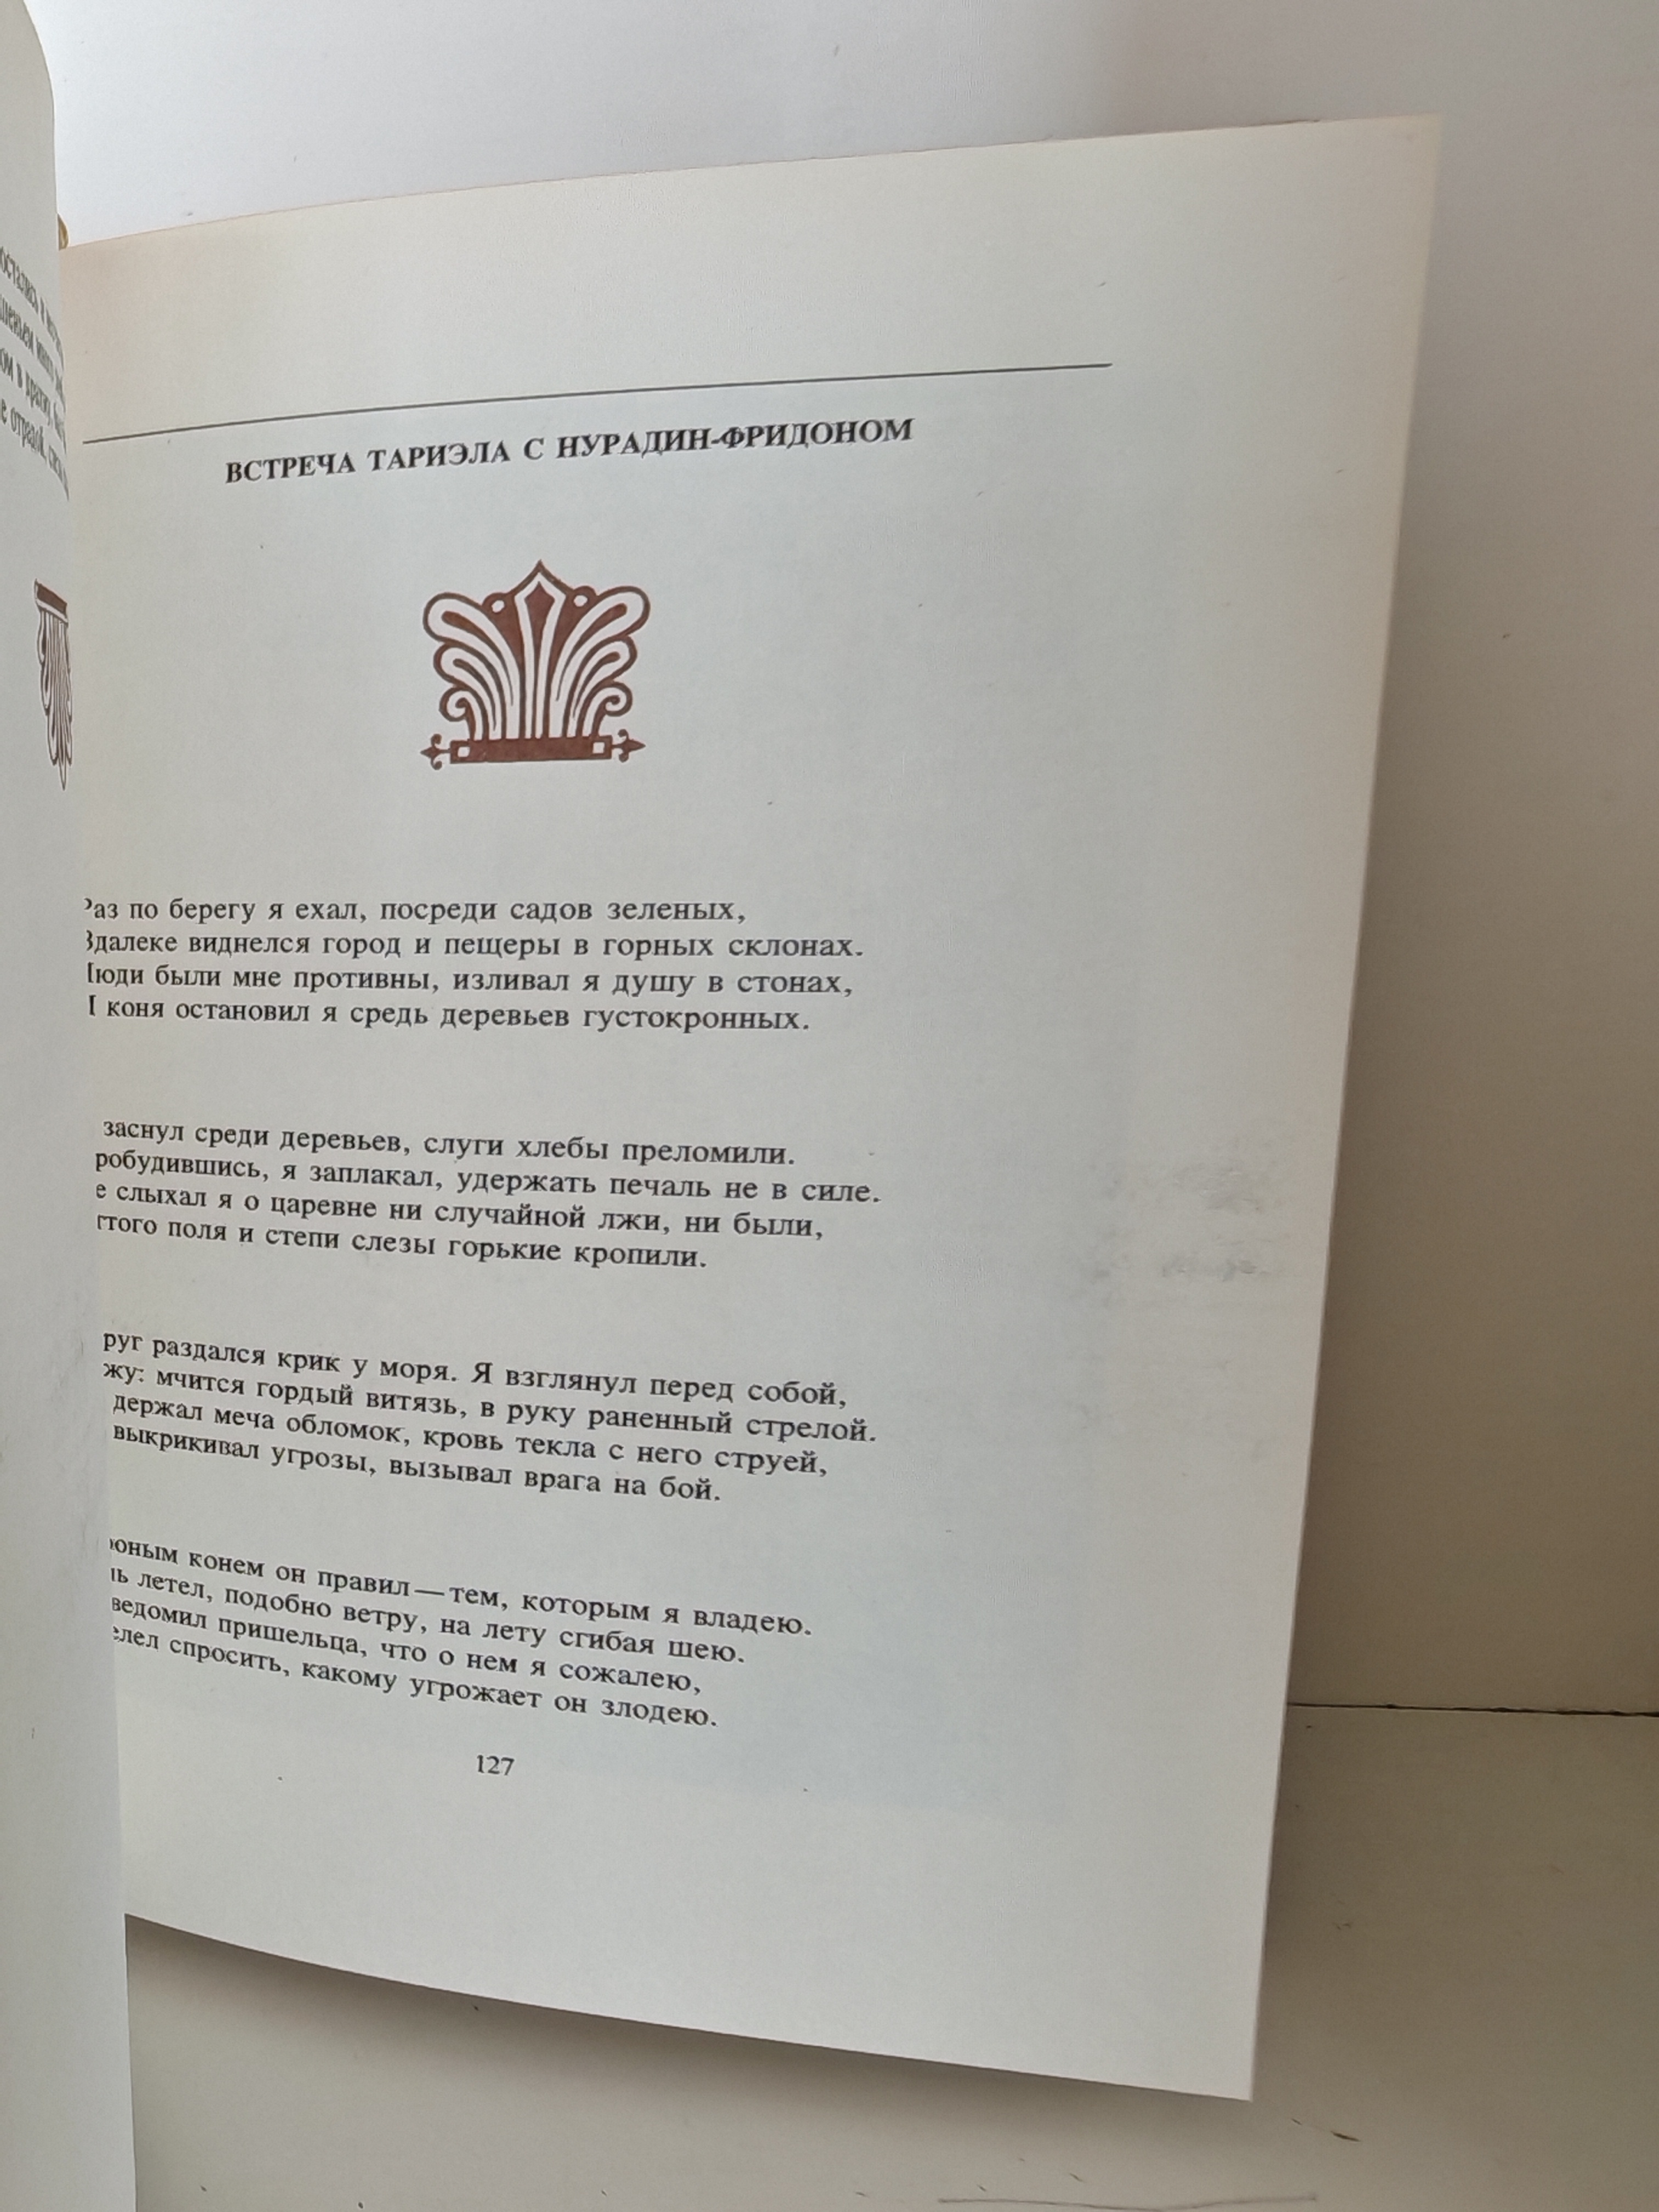 ВСТРЕЧА ТАРИЭЛА С НУРАДИН-ФРИДОНОМ
Раз по берегу я ехал, посреди садов зеленых,
Вдалеке виднелся город и пещеры в горных склонах.
Люди были мне противны, изливал я душу в стонах,
И коня остановил я средь деревьев густокронных.
заснул среди деревьев, слуги хлебы преломили.
робудившись, я заплакал, удержать печаль не в силе.
е слыхал я о царевне ни случайной лжи, ни были,
стого поля и степи слезы горькие кропили.
руг раздался крик у моря. Я взглянул перед собой,
жу: мчится гордый витязь, в руку раненный стрелой.
держал меча обломок, кровь текла с него струей,
выкрикивал угрозы, вызывал врага на бой.
роным конем он правил — тем, которым я владею.
ь летел, подобно ветру, на лету сгибая шею.
ведомил пришельца, что о нем я сожалею,
елел спросить, какому угрожает он злодею.
127